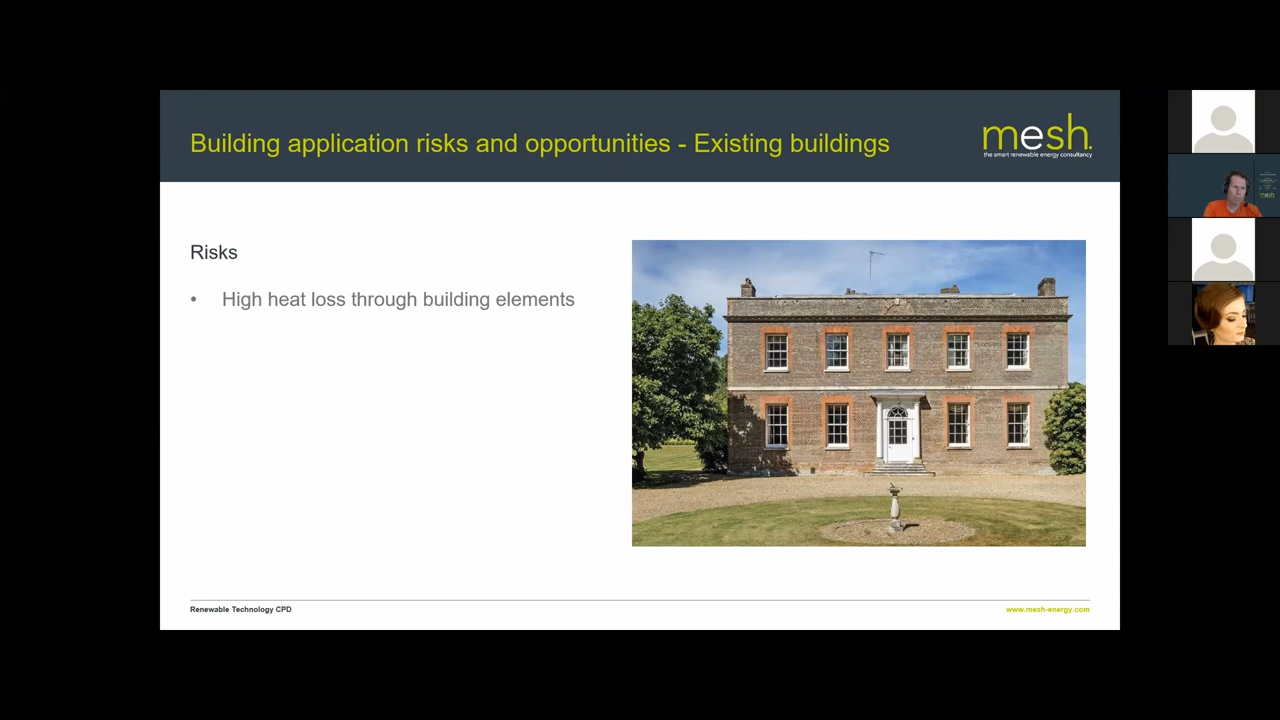 Building application risks and opportunities - Existing buildings
mesh.
the smart renewable energy consultancy
Risks
• High heat loss through building elements
Renewable Technology CPD
www.mesh-energy.com